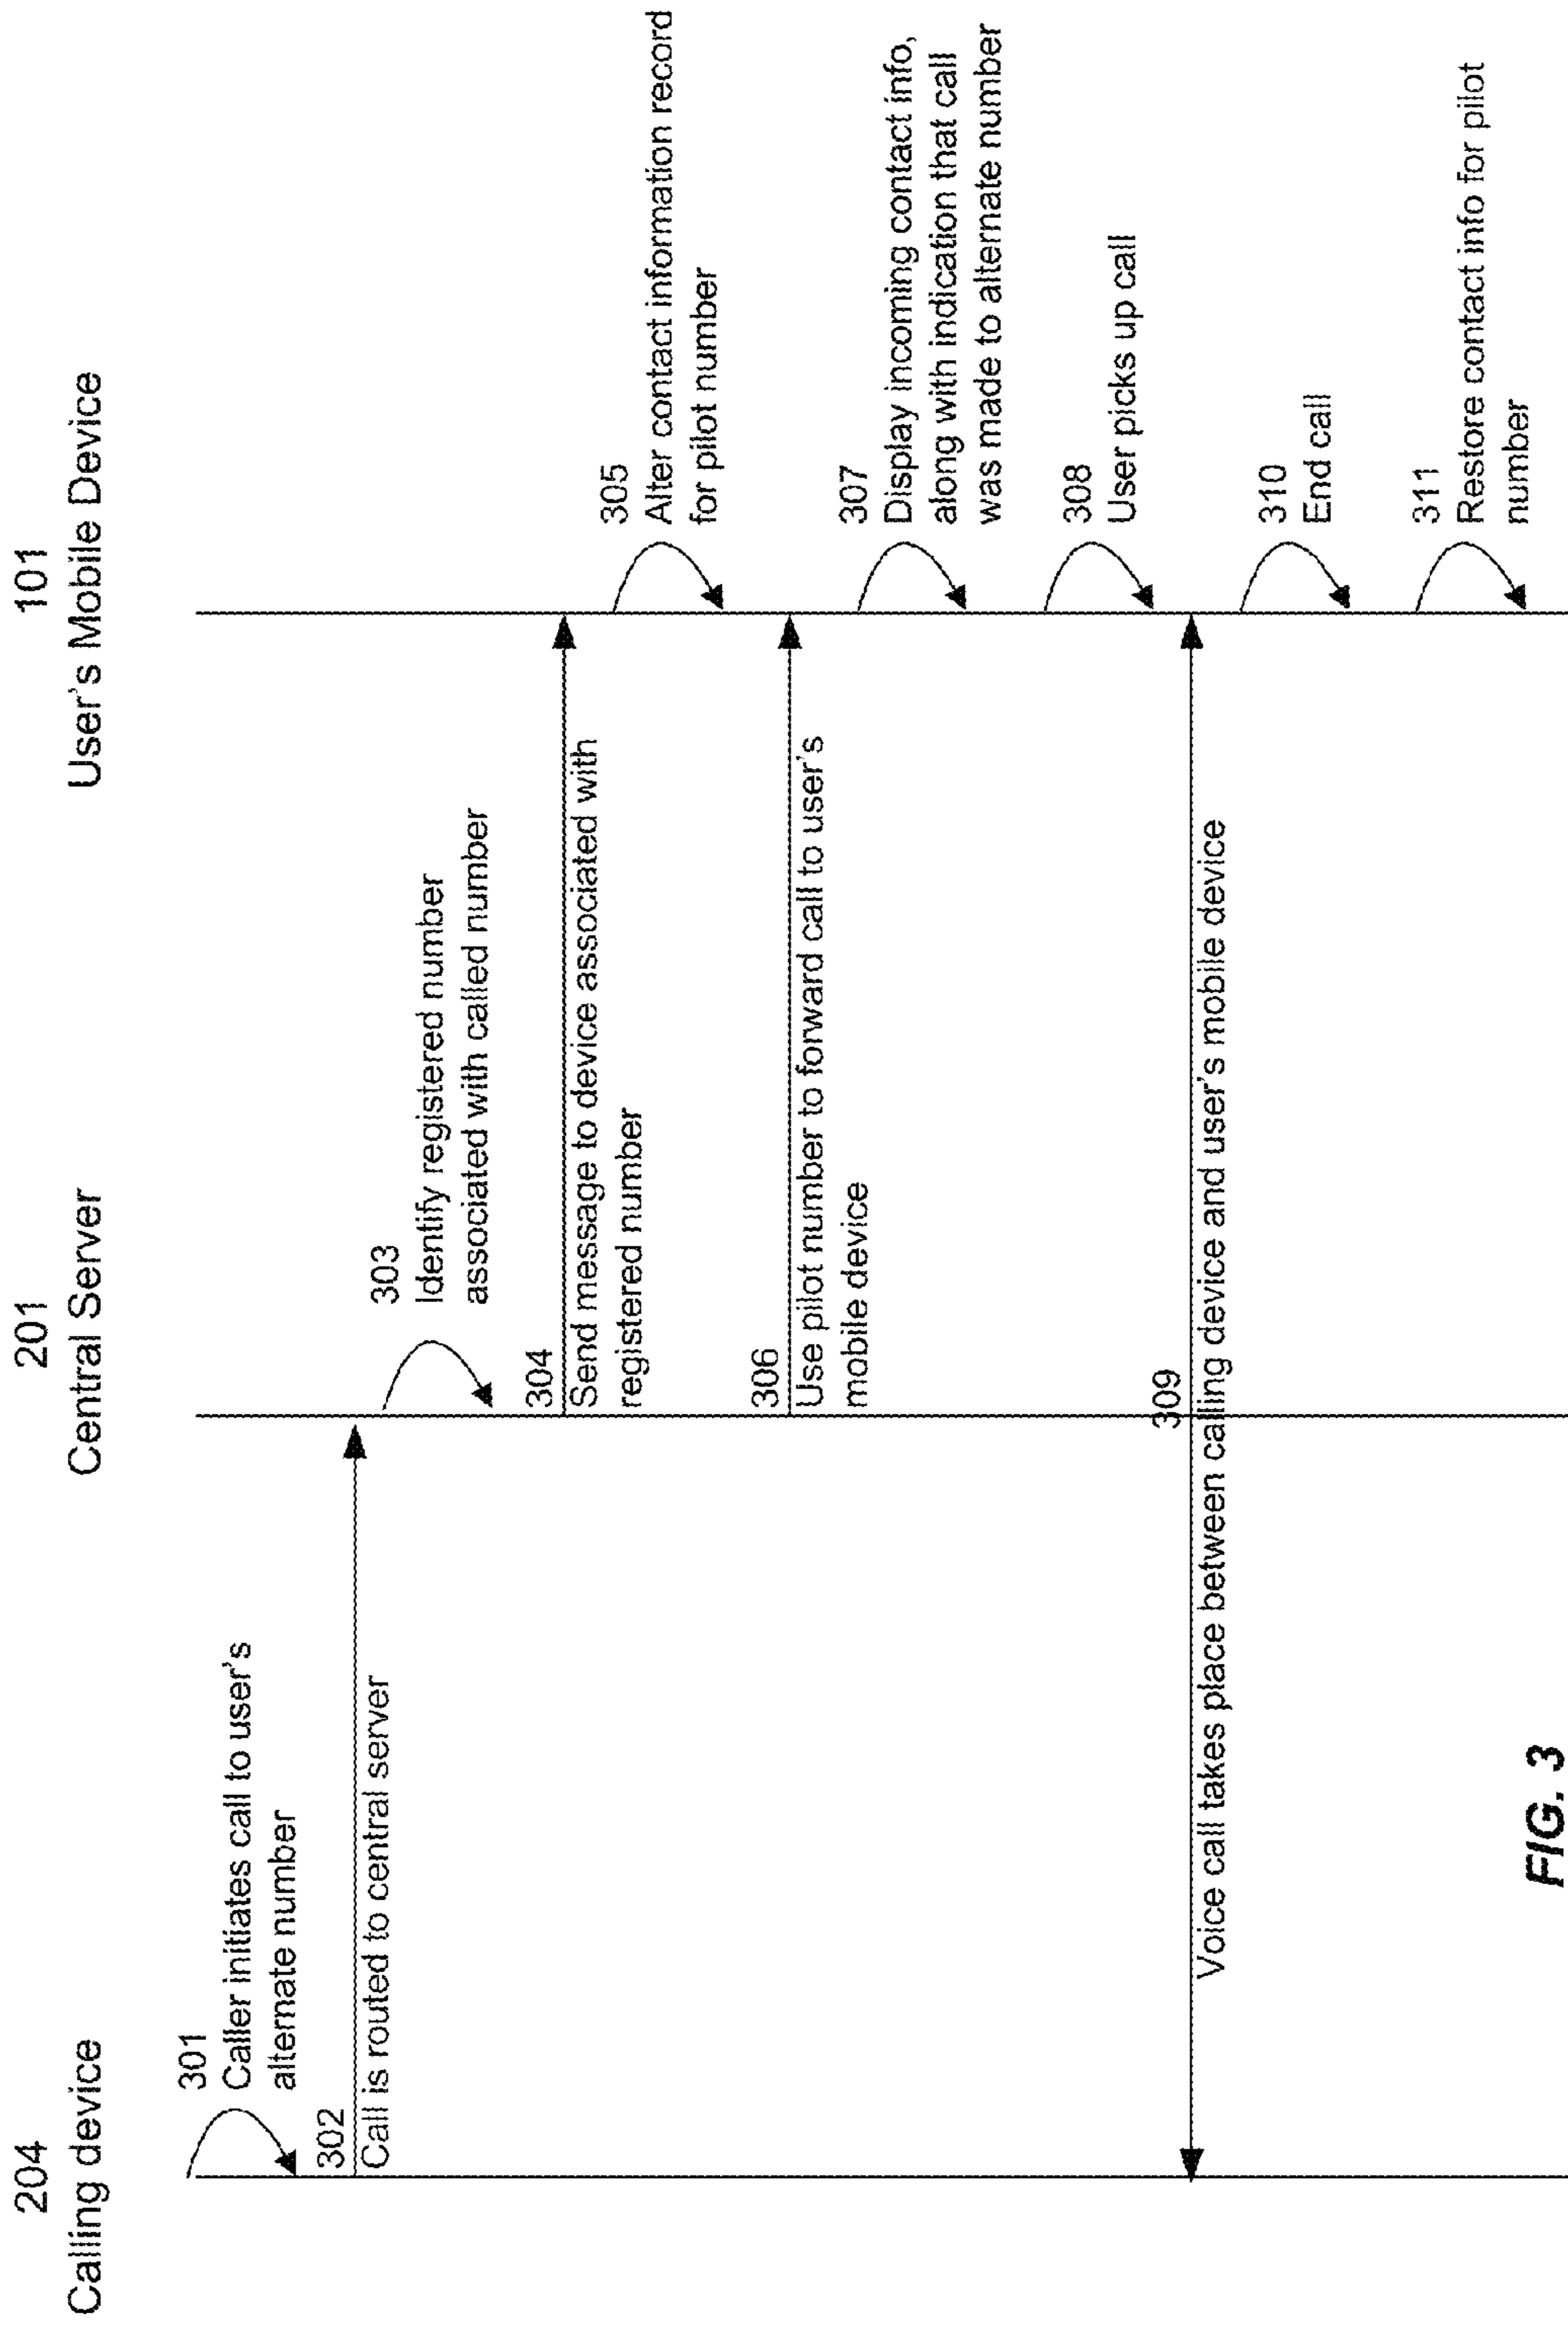 204
Calling device
201
Central Server
101
User's Mobile Device
301
Caller initiates call to user's
alternate number
302
Call is routed to central server
303
Identify registered number
associated with called number
304
Send message to device associated with
registered number
305
Alter contact information record
for pilot number
306
Use pilot number to forward call to user's
mobile device
307
Display incoming contact info,
along with indication that call
was made to alternate number
308
User picks up call
309
Voice call takes place between calling device and user's mobile device
310
End call
311
Restore contact info for pilot
number
FIG. 3